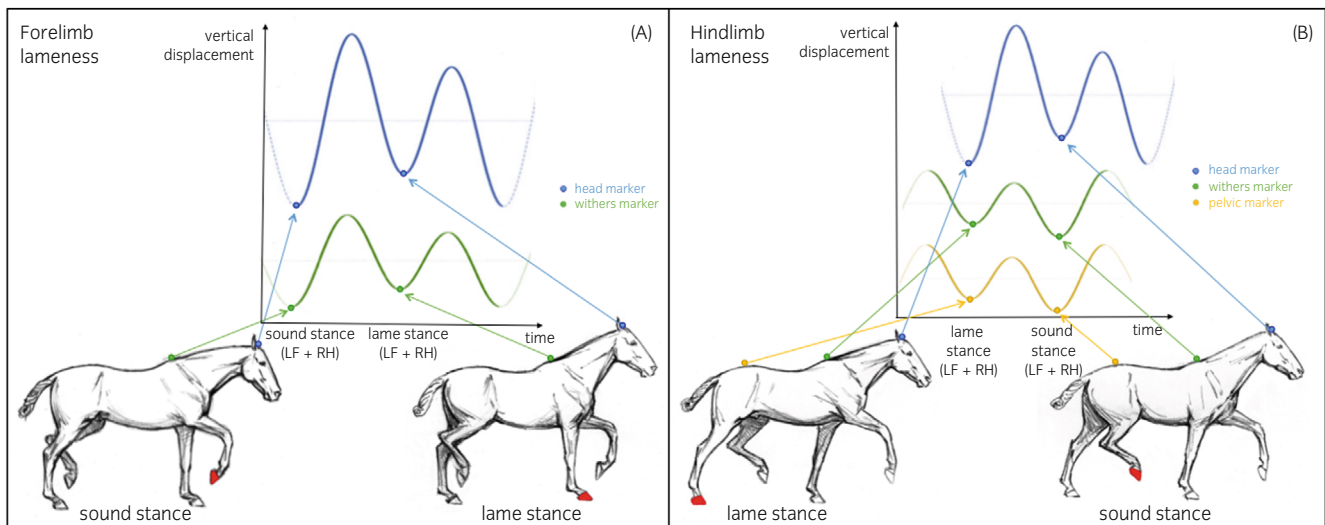 Forelimb
lameness
vertical
displacement
(A)
head marker
withers marker
time
sound stance
(LF + RH)
lame stance
(LF + RH)
sound stance
lame stance
Hindlimb
lameness
vertical
displacement
(B)
head marker
withers marker
pelvic marker
time
lame
stance
(LF + RH)
sound
stance
(LF + RH)
lame stance
sound stance